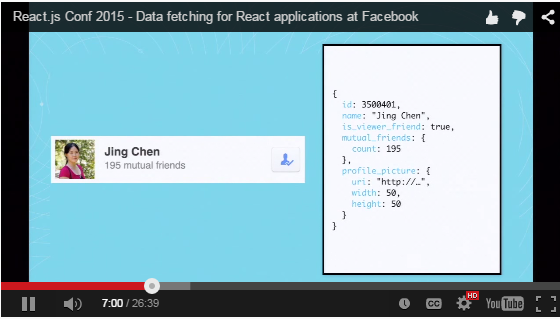 React.js Conf 2015 - Data fetching for React applications at Facebook
Jing Chen
195 mutual friends
{
id: 3500401,
name: "Jing Chen",
is_viewer_friend: true,
mutual_friends: {
count: 195
},
profile_picture: {
uri: "http://…",
width: 50,
height: 50
}
}
7:00 / 26:39
CC
HD
YouTube